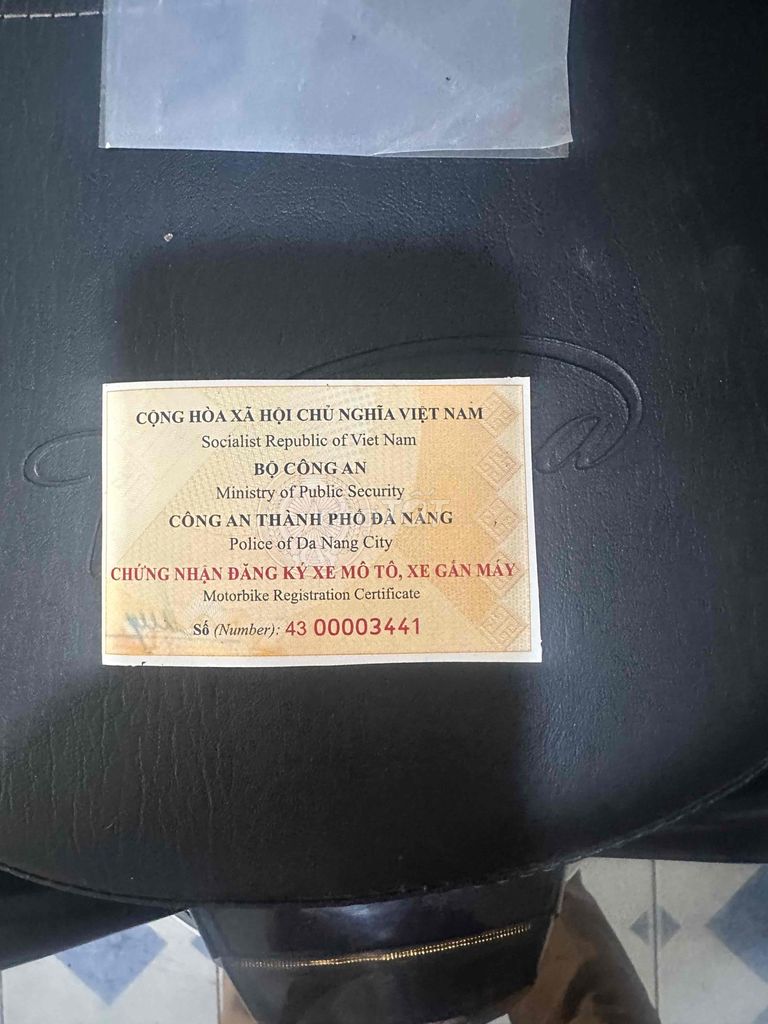 CỘNG HÒA XÃ HỘI CHỦ NGHĨA VIỆT NAM
Socialist Republic of Viet Nam
BỘ CÔNG AN
Ministry of Public Security
CÔNG AN THÀNH PHỐ ĐÀ NẴNG
Police of Da Nang City
CHỨNG NHẬN ĐĂNG KÝ XE MÔ TÔ, XE GẮN MÁY
Motorbike Registration Certificate
Số (Number): 43 00003441